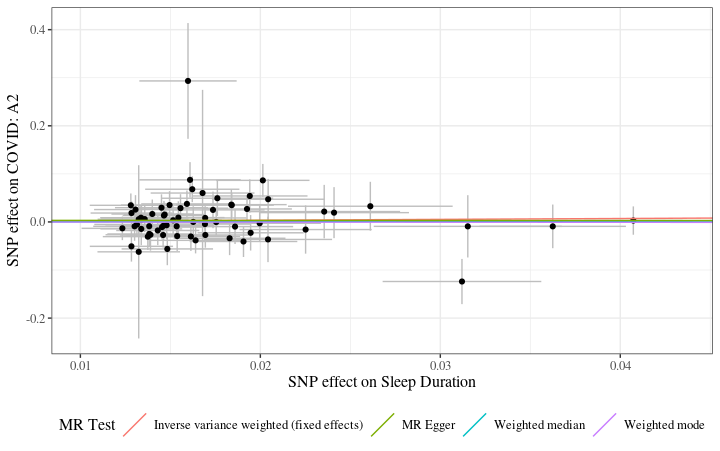 0.4
0.2
0.0
-0.2
SNP effect on COVID: A2
0.01
0.02
0.03
0.04
SNP effect on Sleep Duration
MR Test
Inverse variance weighted (fixed effects)
MR Egger
Weighted median
Weighted mode